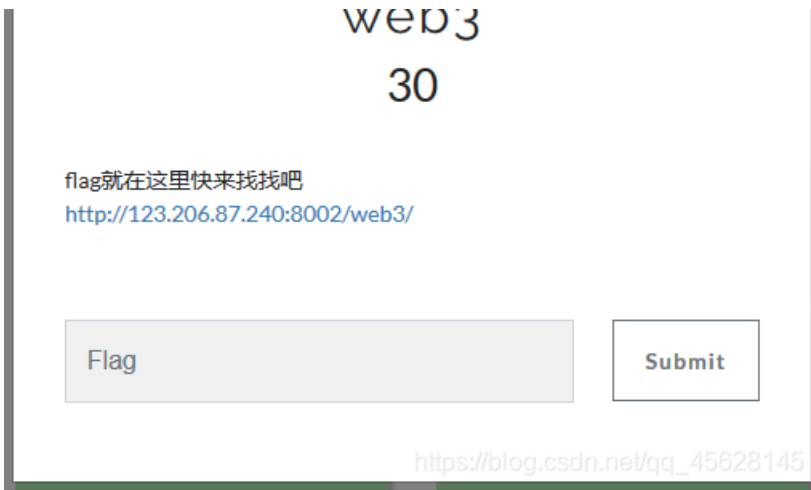 web3
30
flag就在这里快来找找吧
http://123.206.87.240:8002/web3/
Flag
Submit
https://blog.csdn.net/qq_45628145